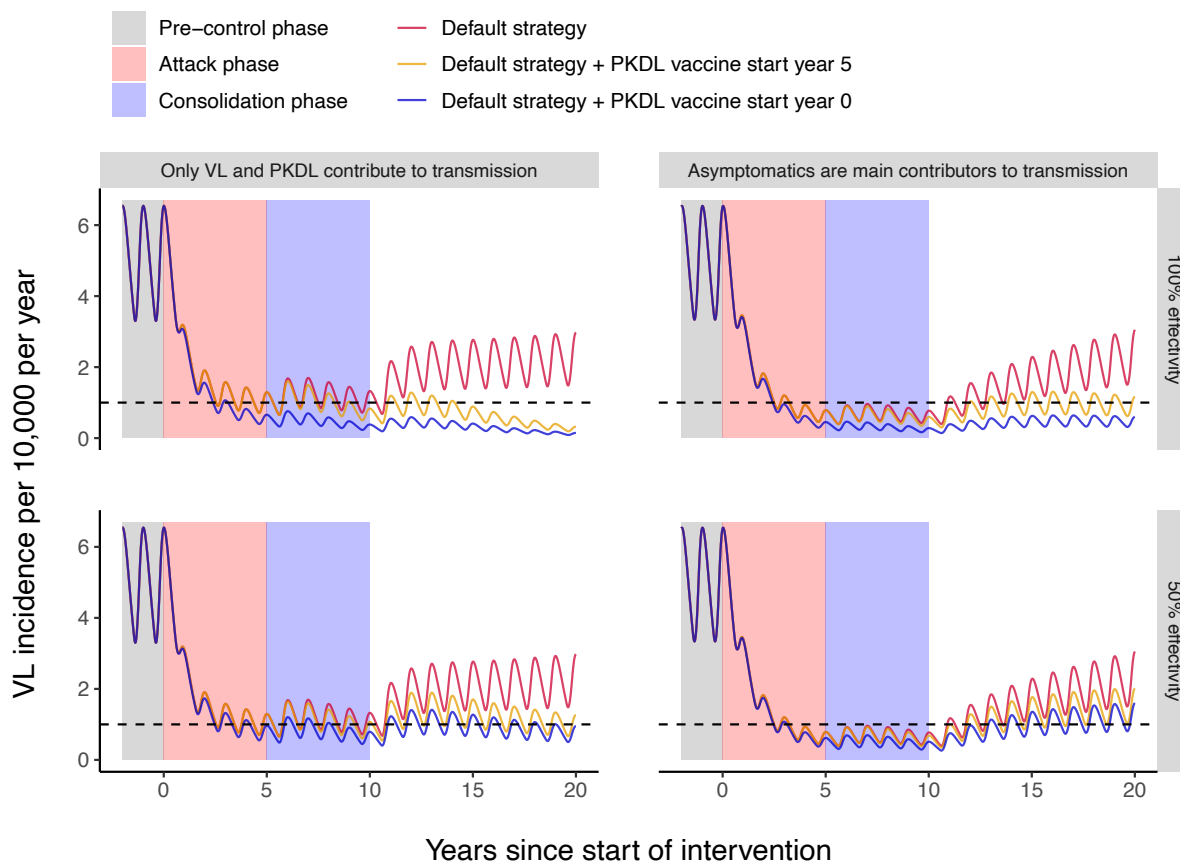 Pre−control phase
Attack phase
Consolidation phase
Default strategy
Default strategy + PKDL vaccine start year 5
Default strategy + PKDL vaccine start year 0
Only VL and PKDL contribute to transmission
Asymptomatics are main contributors to transmission
VL incidence per 10,000 per year
6
4
2
0
100% effectivity
6
4
2
0
50% effectivity
0
5
10
15
20
0
5
10
15
20
Years since start of intervention